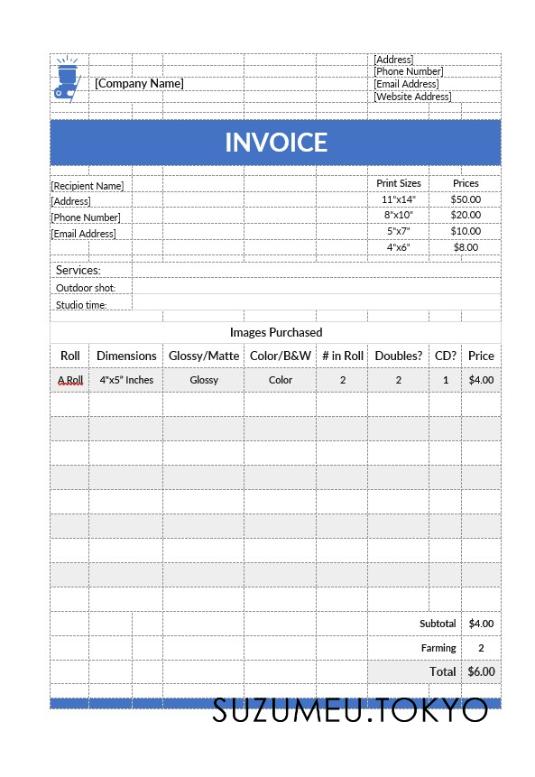 [Address]
[Phone Number]
[Company Name] [Email Address]
[Website Address]
INVOICE
[Recipient Name] Print Sizes Prices
[Address] 11"x14" $50.00
[Phone Number] 8"x10" $20.00
[Email Address] 5"x7" $10.00
4"x6" $8.00
Services:
Outdoor shot:
Studio time:
Images Purchased
Roll Dimensions Glossy/Matte Color/B&W # in Roll Doubles? CD? Price
A Roll 4"x5" Inches Glossy Color 2 2 1 $4.00
Subtotal $4.00
Farming 2
Total $6.00
SUZUMEU.TOKYO